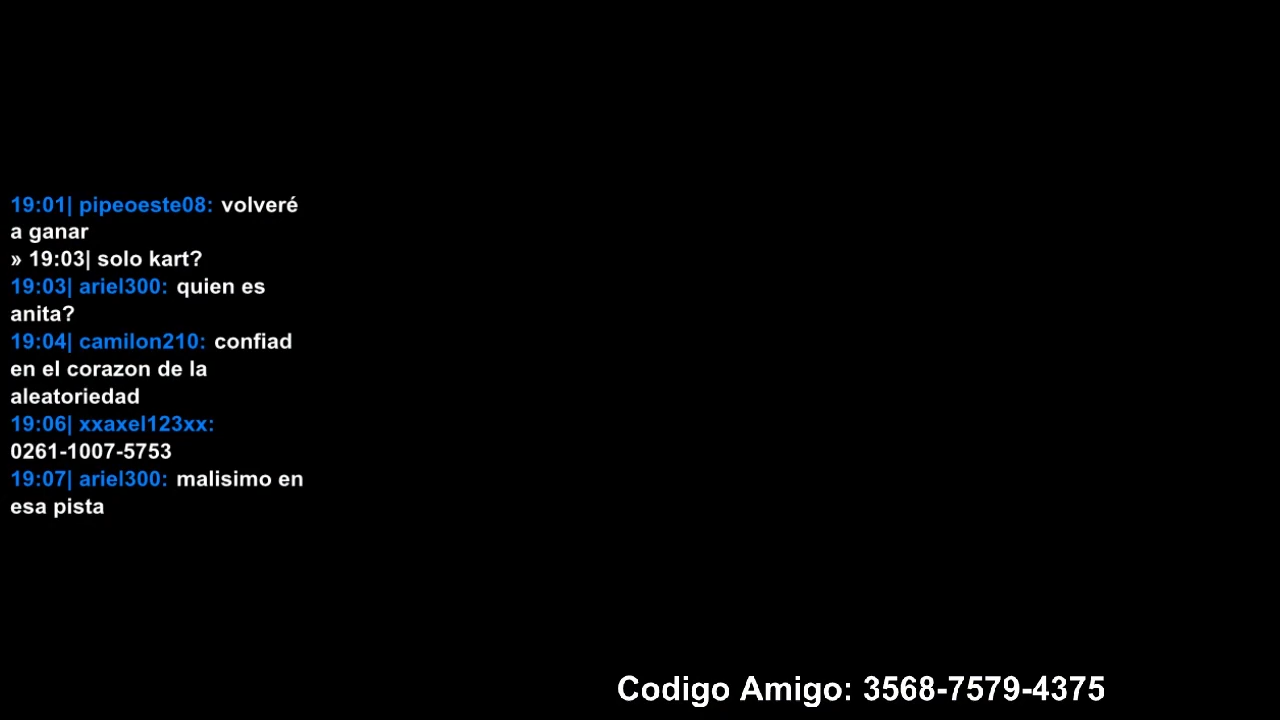 19:01| pipeoeste08: volveré
a ganar
» 19:03| solo kart?
19:03| ariel300: quien es
anita?
19:04| camilon210: confiad
en el corazon de la
aleatoriedad
19:06| xxaxel123xx:
0261-1007-5753
19:07| ariel300: malisimo en
esa pista
Codigo Amigo: 3568-7579-4375